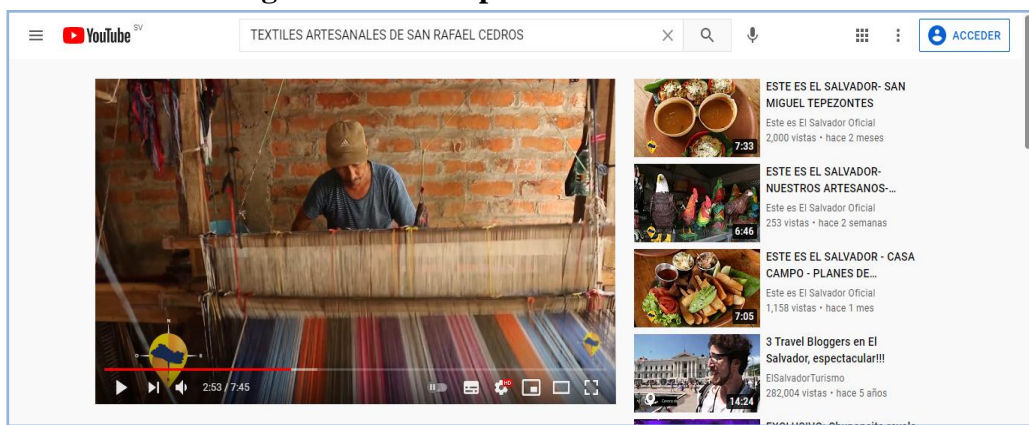 YouTube SV
TEXTILES ARTESANALES DE SAN RAFAEL CEDROS
ACCEDER
2:53 / 7:45
HD
7:33
ESTE ES EL SALVADOR- SAN
MIGUEL TEPEZONTES
Este es El Salvador Oficial
2,000 vistas • hace 2 meses
6:46
ESTE ES EL SALVADOR-
NUESTROS ARTESANOS-...
Este es El Salvador Oficial
253 vistas • hace 2 semanas
7:05
ESTE ES EL SALVADOR - CASA
CAMPO - PLANES DE...
Este es El Salvador Oficial
1,158 vistas • hace 1 mes
14:24
3 Travel Bloggers en El
Salvador, espectacular!!!
ElSalvadorTurismo
282,004 vistas • hace 5 años